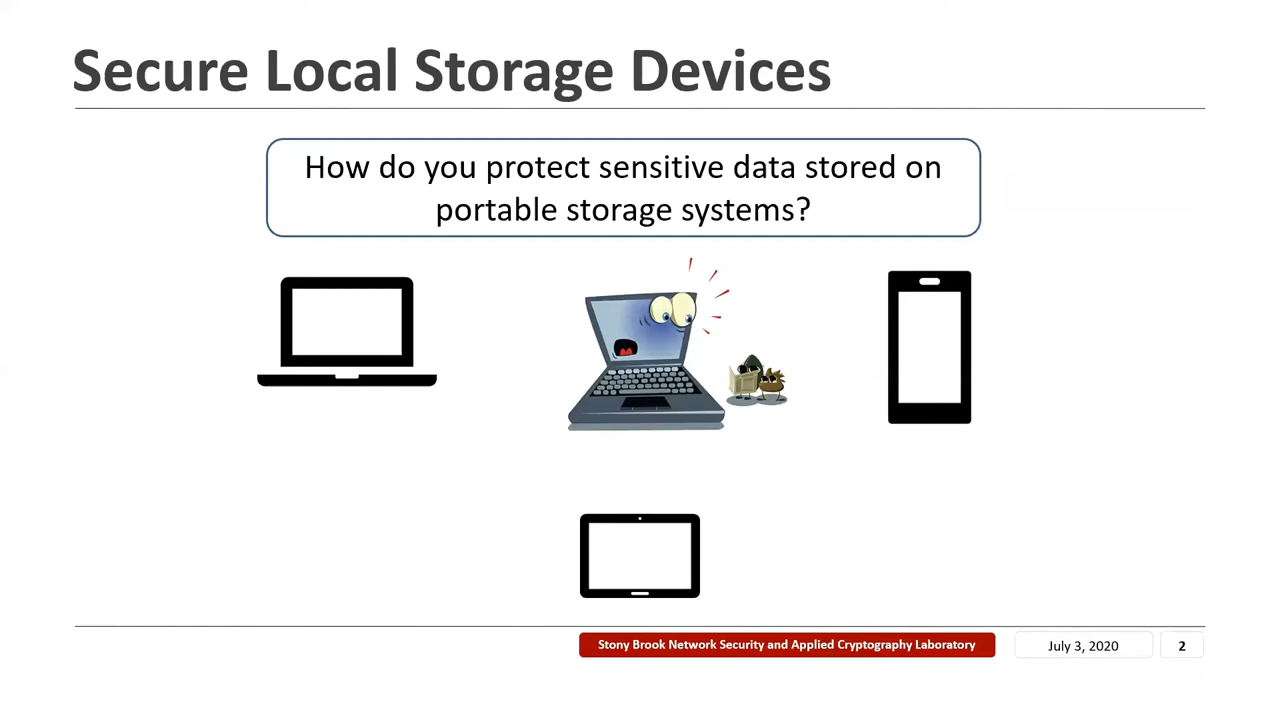 Secure Local Storage Devices
How do you protect sensitive data stored on
portable storage systems?
Stony Brook Network Security and Applied Cryptography Laboratory
July 3, 2020
2